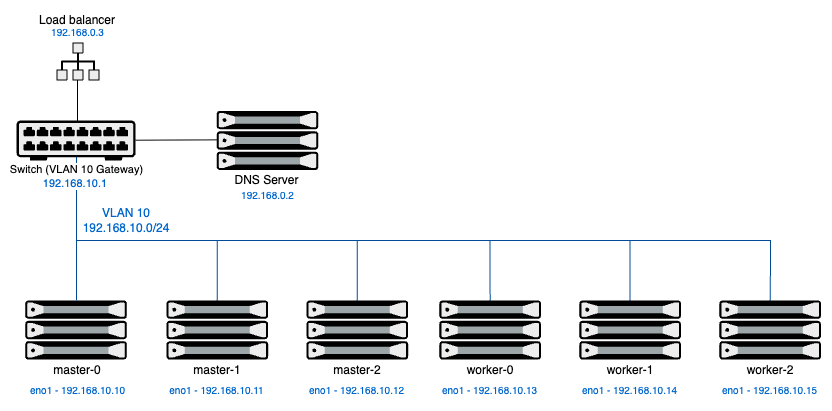 Load balancer
192.168.0.3
Switch (VLAN 10 Gateway)
192.168.10.1
DNS Server
192.168.0.2
VLAN 10
192.168.10.0/24
master-0
master-1
master-2
worker-0
worker-1
worker-2
eno1 - 192.168.10.10
eno1 - 192.168.10.11
eno1 - 192.168.10.12
eno1 - 192.168.10.13
eno1 - 192.168.10.14
eno1 - 192.168.10.15